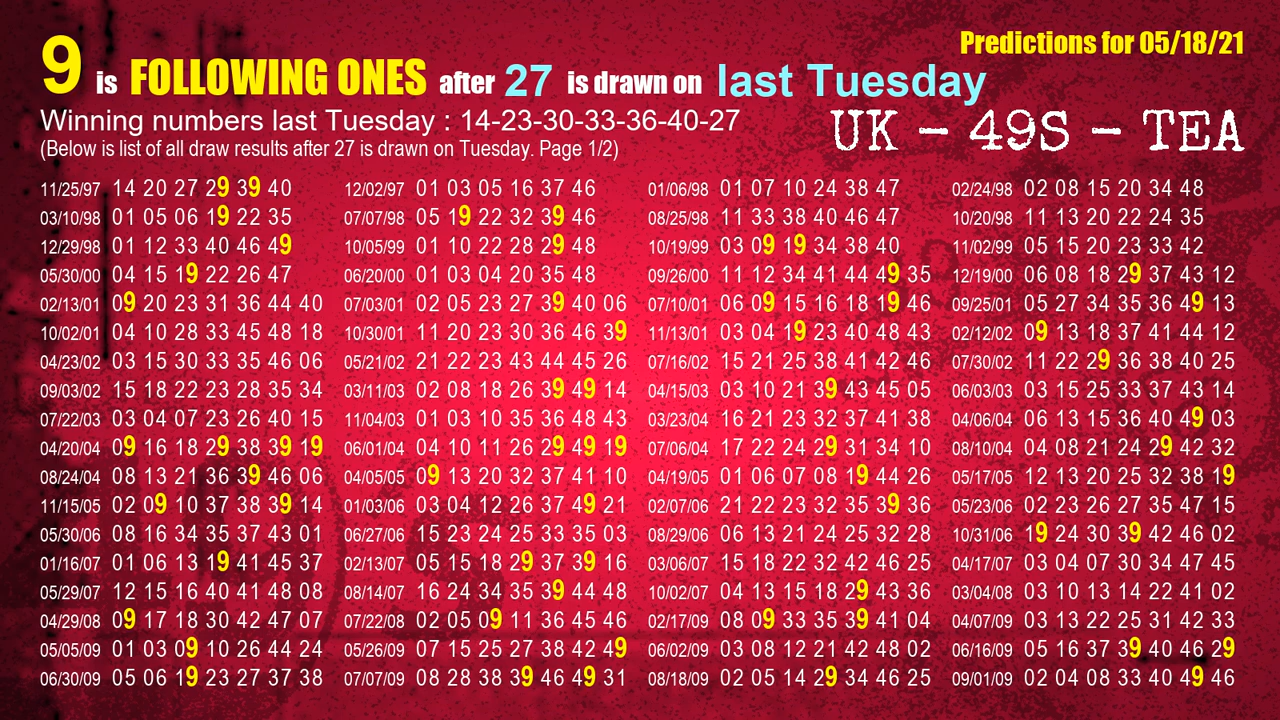 Predictions for 05/18/21
9 is FOLLOWING ONES after 27 is drawn on last Tuesday
Winning numbers last Tuesday : 14-23-30-33-36-40-27
UK - 49S - TEA
(Below is list of all draw results after 27 is drawn on Tuesday. Page 1/2)
11/25/97 14 20 27 29 39 40 12/02/97 01 03 05 16 37 46 01/06/98 01 07 10 24 38 47 02/24/98 02 08 15 20 34 48
03/10/98 01 05 06 19 22 35 07/07/98 05 19 22 32 39 46 08/25/98 11 33 38 40 46 47 10/20/98 11 13 20 22 24 35
12/29/98 01 12 33 40 46 49 10/05/99 01 10 22 28 29 48 10/19/99 03 09 19 34 38 40 11/02/99 05 15 20 23 33 42
05/30/00 04 15 19 22 26 47 06/20/00 01 03 04 20 35 48 09/26/00 11 12 34 41 44 49 35 12/19/00 06 08 18 29 37 43 12
02/13/01 09 20 23 31 36 44 40 07/03/01 02 05 23 27 39 40 06 07/10/01 06 09 15 16 18 19 46 09/25/01 05 27 34 35 36 49 13
10/02/01 04 10 28 33 45 48 18 10/30/01 11 20 23 30 36 46 39 11/13/01 03 04 19 23 40 48 43 02/12/02 09 13 18 37 41 44 12
04/23/02 03 15 30 33 35 46 06 05/21/02 21 22 23 43 44 45 26 07/16/02 15 21 25 38 41 42 46 07/30/02 11 22 29 36 38 40 25
09/03/02 15 18 22 23 28 35 34 03/11/03 02 08 18 26 39 49 14 04/15/03 03 10 21 39 43 45 05 06/03/03 03 15 25 33 37 43 14
07/22/03 03 04 07 23 26 40 15 11/04/03 01 03 10 35 36 48 43 03/23/04 16 21 23 32 37 41 38 04/06/04 06 13 15 36 40 49 03
04/20/04 09 16 18 29 38 39 19 06/01/04 04 10 11 26 29 49 19 07/06/04 17 22 24 29 31 34 10 08/10/04 04 08 21 24 29 42 32
08/24/04 08 13 21 36 39 46 06 04/05/05 09 13 20 32 37 41 10 04/19/05 01 06 07 08 19 44 26 05/17/05 12 13 20 25 32 38 19
11/15/05 02 09 10 37 38 39 14 01/03/06 03 04 12 26 37 49 21 02/07/06 21 22 23 32 35 39 36 05/23/06 02 23 26 27 35 47 15
05/30/06 08 16 34 35 37 43 01 06/27/06 15 23 24 25 33 35 03 08/29/06 06 13 21 24 25 32 28 10/31/06 19 24 30 39 42 46 02
01/16/07 01 06 13 19 41 45 37 02/13/07 05 15 18 29 37 39 16 03/06/07 15 18 22 32 42 46 25 04/17/07 03 04 07 30 34 47 45
05/29/07 12 15 16 40 41 48 08 08/14/07 16 24 34 35 39 44 48 10/02/07 04 13 15 18 29 43 36 03/04/08 03 10 13 14 22 41 02
04/29/08 09 17 18 30 42 47 07 07/22/08 02 05 09 11 36 45 46 02/17/09 08 09 33 35 39 41 04 04/07/09 03 13 22 25 31 42 33
05/05/09 01 03 09 10 26 44 24 05/26/09 07 15 25 27 38 42 49 06/02/09 03 08 12 21 42 48 02 06/16/09 05 16 37 39 40 46 29
06/30/09 05 06 19 23 27 37 38 07/07/09 08 28 38 39 46 49 31 08/18/09 02 05 14 29 34 46 25 09/01/09 02 04 08 33 40 49 46